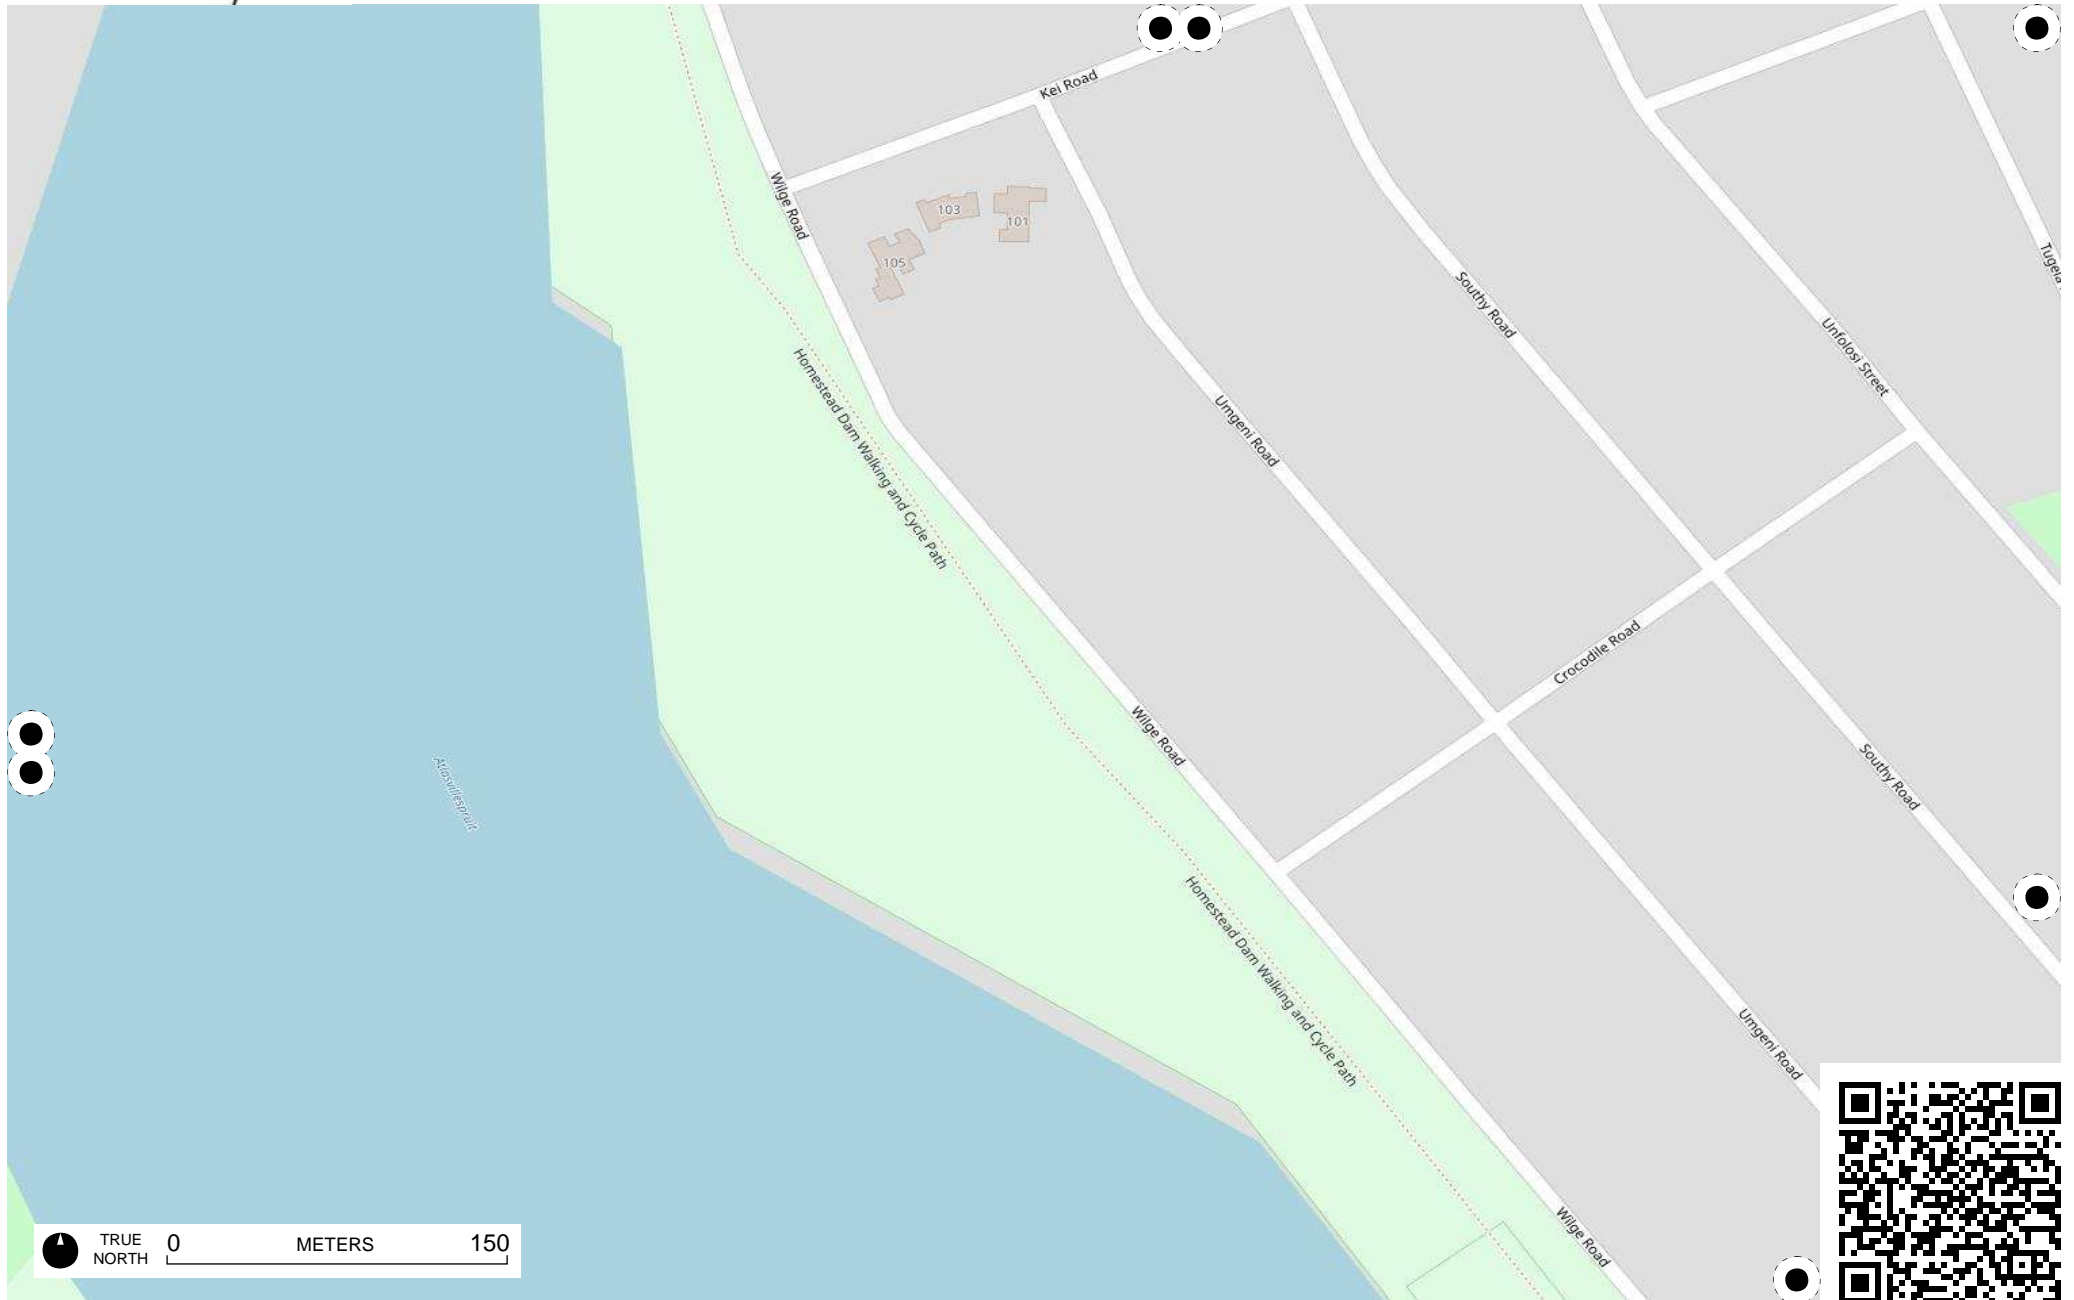 Kei Road
Wilge Road
103
101
105
Tugela
Southy Road
Unfolosi Street
Homestead Dam Walking and Cycle Path
Umgeni Road
Crocodile Road
Wilge Road
Southy Road
Atlasvillespruit
Homestead Dam Walking and Cycle Path
Umgeni Road
Wilge Road
TRUE NORTH
0 METERS 150